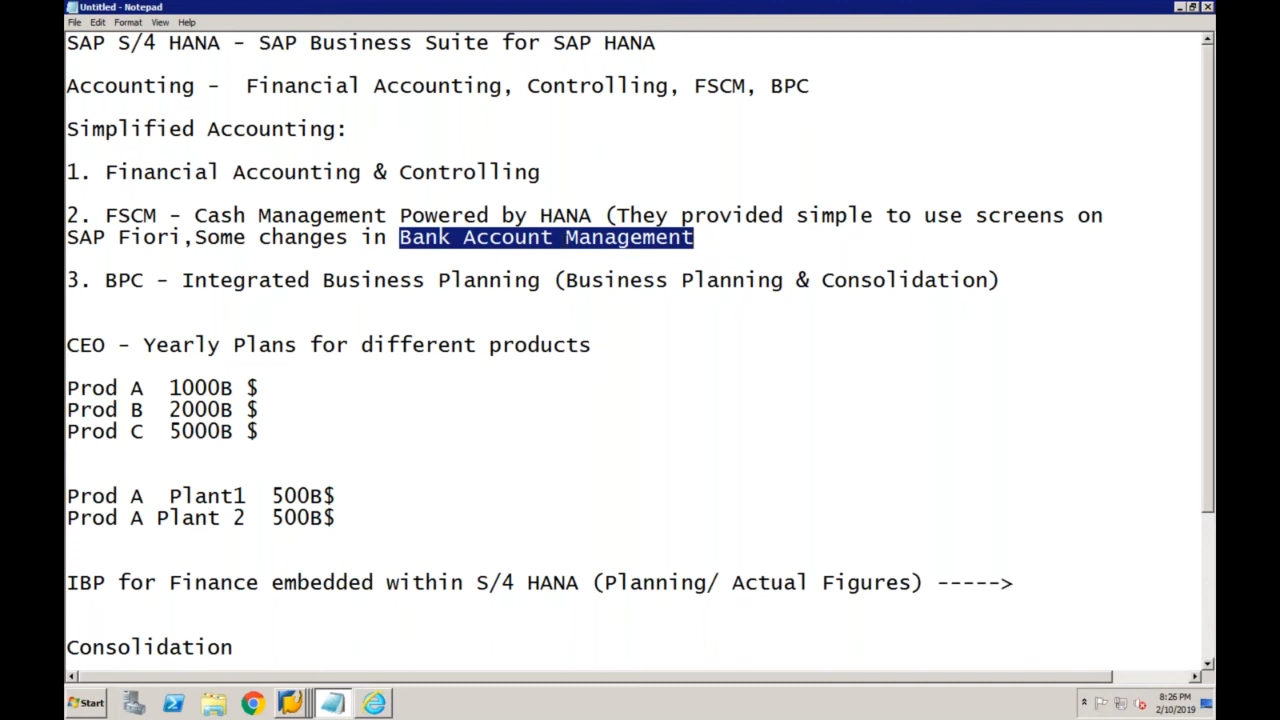 Untitled - Notepad
File Edit Format View Help
SAP S/4 HANA - SAP Business Suite for SAP HANA
Accounting -  Financial Accounting, Controlling, FSCM, BPC
Simplified Accounting:
1. Financial Accounting & Controlling
2. FSCM - Cash Management Powered by HANA (They provided simple to use screens on
SAP Fiori,Some changes in Bank Account Management
3. BPC - Integrated Business Planning (Business Planning & Consolidation)
CEO - Yearly Plans for different products
Prod A  1000B $
Prod B  2000B $
Prod C  5000B $
Prod A  Plant1  500B$
Prod A Plant 2  500B$
IBP for Finance embedded within S/4 HANA (Planning/ Actual Figures) ----->
Consolidation
Start
8:26 PM
2/10/2019